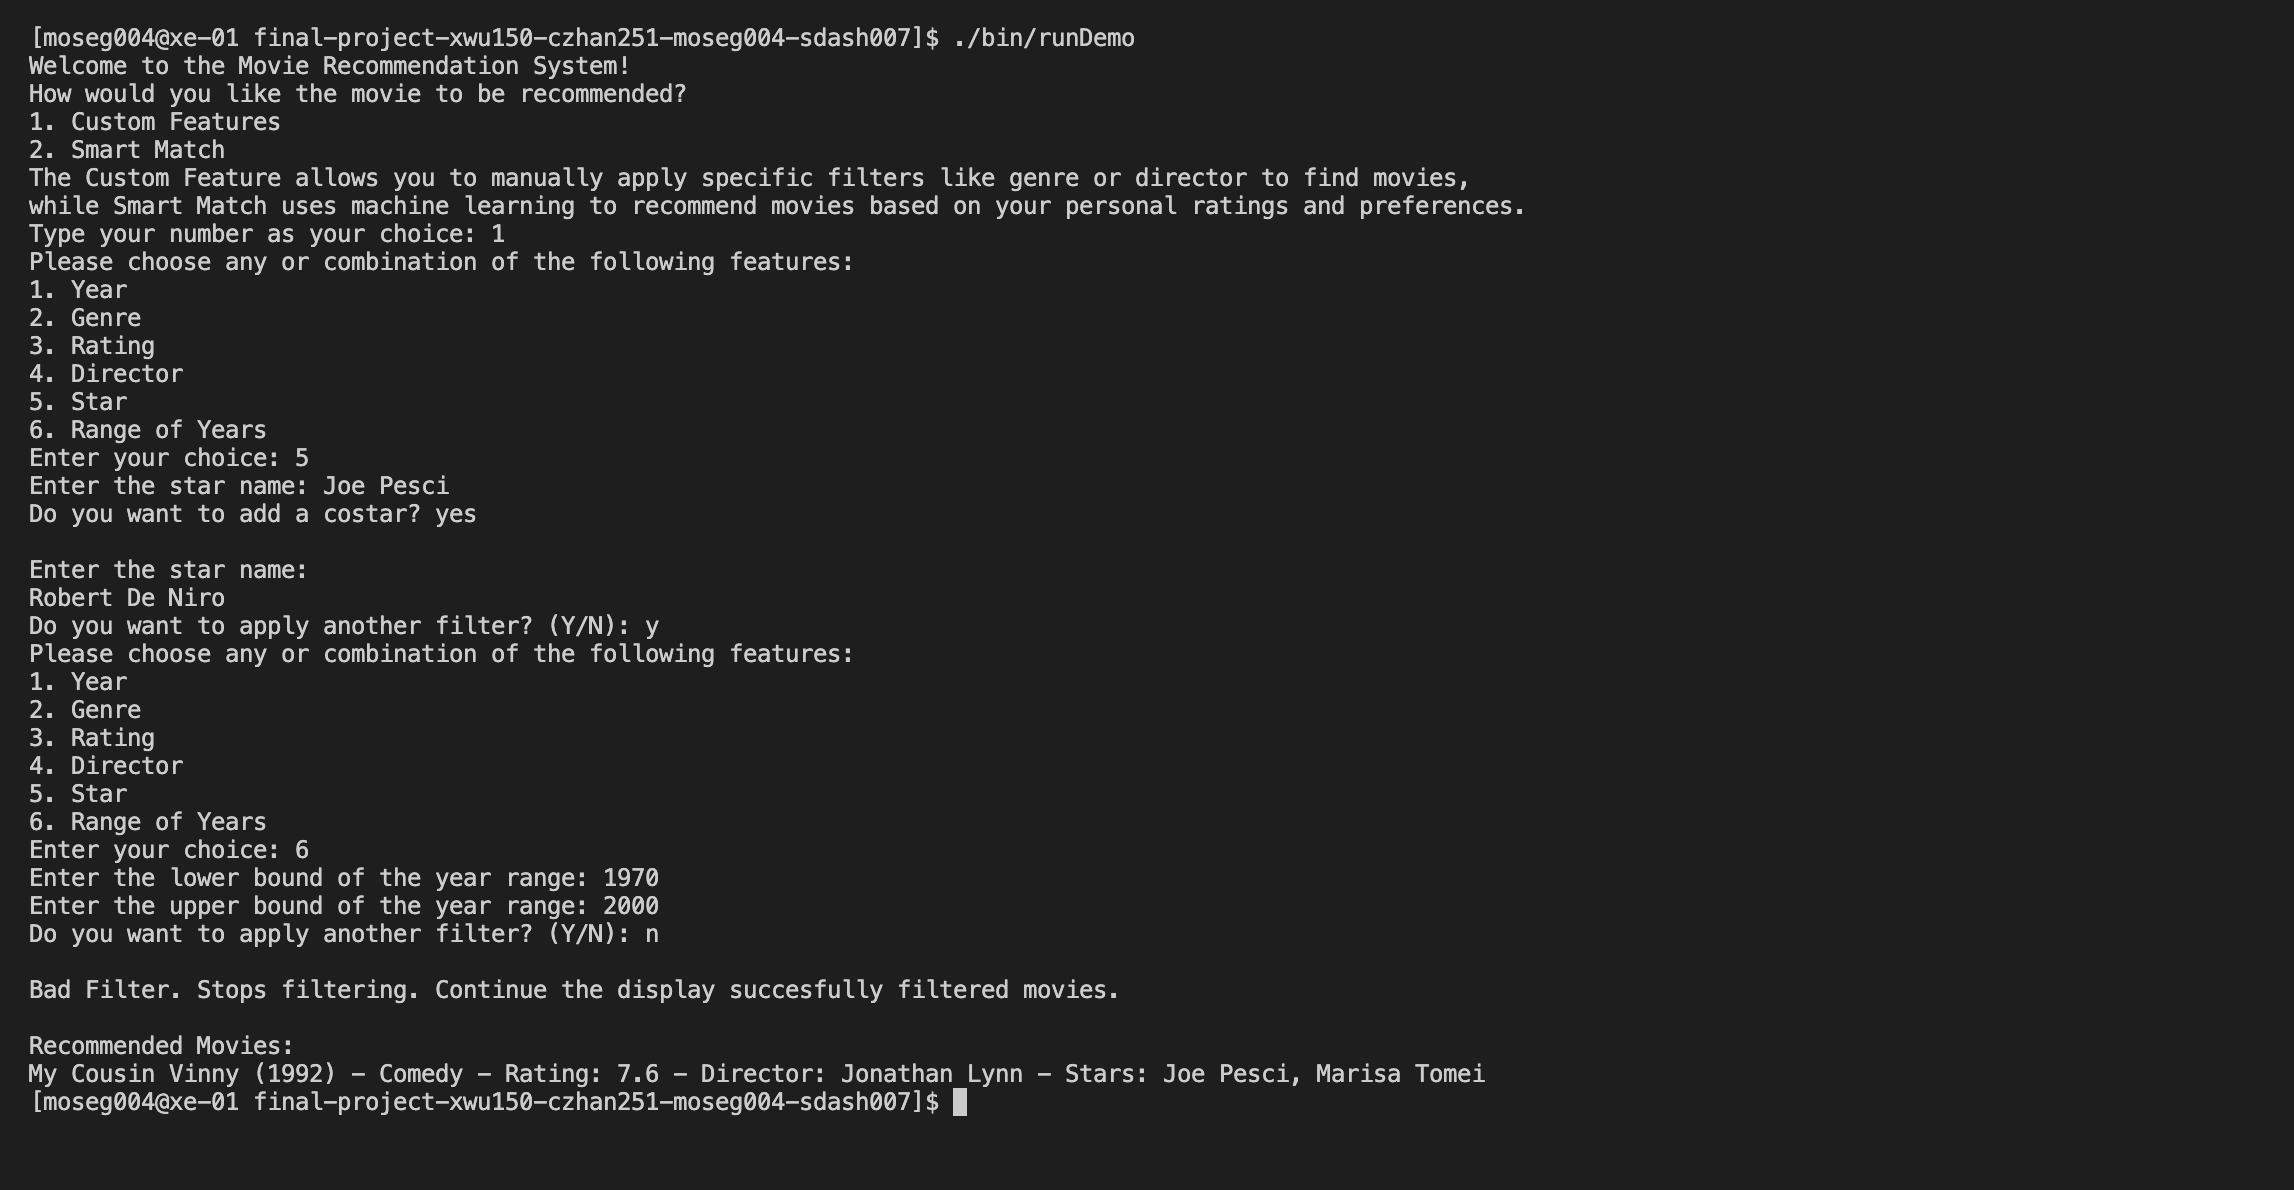 [moseg004@xe-01 final-project-xwu150-czhan251-moseg004-sdash007]$ ./bin/runDemo
Welcome to the Movie Recommendation System!
How would you like the movie to be recommended?
1. Custom Features
2. Smart Match
The Custom Feature allows you to manually apply specific filters like genre or director to find movies,
while Smart Match uses machine learning to recommend movies based on your personal ratings and preferences.
Type your number as your choice: 1
Please choose any or combination of the following features:
1. Year
2. Genre
3. Rating
4. Director
5. Star
6. Range of Years
Enter your choice: 5
Enter the star name: Joe Pesci
Do you want to add a costar? yes

Enter the star name:
Robert De Niro
Do you want to apply another filter? (Y/N): y
Please choose any or combination of the following features:
1. Year
2. Genre
3. Rating
4. Director
5. Star
6. Range of Years
Enter your choice: 6
Enter the lower bound of the year range: 1970
Enter the upper bound of the year range: 2000
Do you want to apply another filter? (Y/N): n

Bad Filter. Stops filtering. Continue the display succesfully filtered movies.

Recommended Movies:
My Cousin Vinny (1992) – Comedy – Rating: 7.6 – Director: Jonathan Lynn – Stars: Joe Pesci, Marisa Tomei
[moseg004@xe-01 final-project-xwu150-czhan251-moseg004-sdash007]$